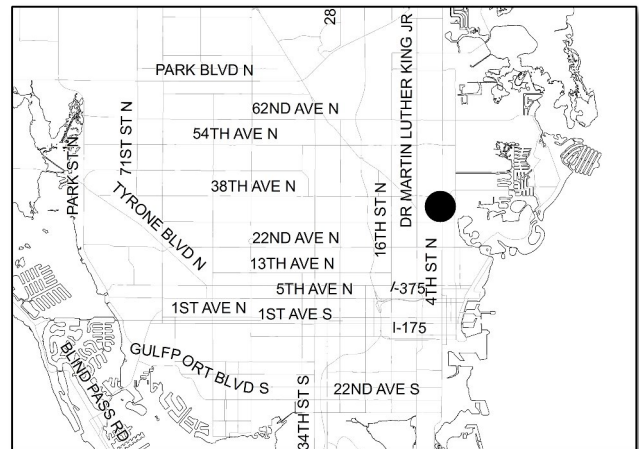 28
PARK BLVD N
DR MARTIN LUTHER KING JR
62ND AVE N
71ST ST N
54TH AVE N
PARK ST N
38TH AVE N
TYRONE BLVD N
16TH ST N
22ND AVE N
4TH ST N
13TH AVE N
5TH AVE N
I-375
1ST AVE N
1ST AVE S
I-175
GULFP ORT BLVD S
BLIND PASS RD
34TH ST S
22ND AVE S